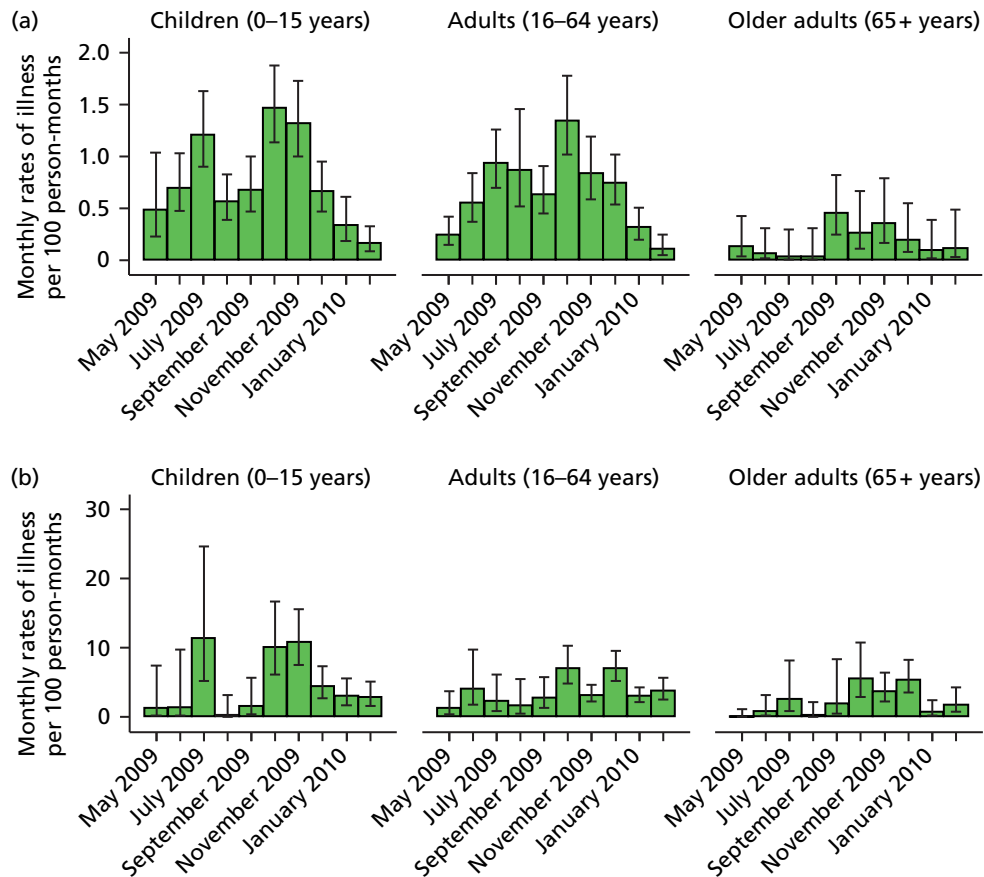 (a)
Children (0–15 years)
Adults (16–64 years)
Older adults (65+ years)
Monthly rates of illness
per 100 person-months
2.0
1.5
1.0
0.5
0
May 2009
July 2009
September 2009
November 2009
January 2010
May 2009
July 2009
September 2009
November 2009
January 2010
May 2009
July 2009
September 2009
November 2009
January 2010
(b)
Children (0–15 years)
Adults (16–64 years)
Older adults (65+ years)
Monthly rates of illness
per 100 person-months
30
20
10
0
May 2009
July 2009
September 2009
November 2009
January 2010
May 2009
July 2009
September 2009
November 2009
January 2010
May 2009
July 2009
September 2009
November 2009
January 2010